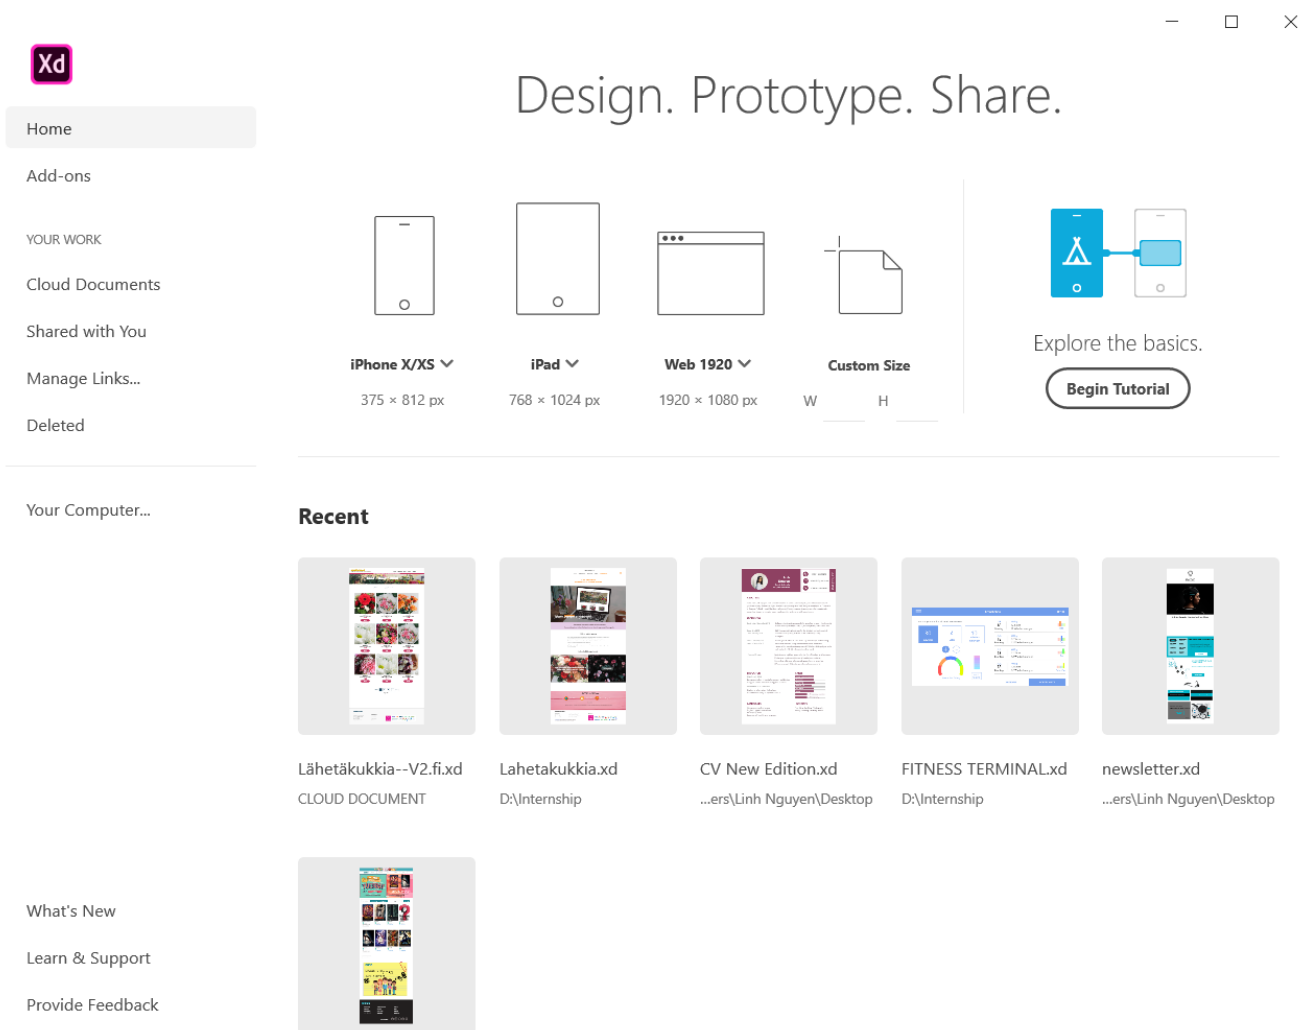 Xd
Design. Prototype. Share.
Home
Add-ons
YOUR WORK
Cloud Documents
Shared with You
Manage Links...
Deleted
Your Computer...
What's New
Learn & Support
Provide Feedback
iPhone X/XS
375 × 812 px
iPad
768 × 1024 px
Web 1920
1920 × 1080 px
Custom Size
W H
Explore the basics.
Begin Tutorial
Recent
Lähetäkukkia--V2.fi.xd
CLOUD DOCUMENT
Lahetakukkia.xd
D:\Internship
CV New Edition.xd
...ers\Linh Nguyen\Desktop
FITNESS TERMINAL.xd
D:\Internship
newsletter.xd
...ers\Linh Nguyen\Desktop